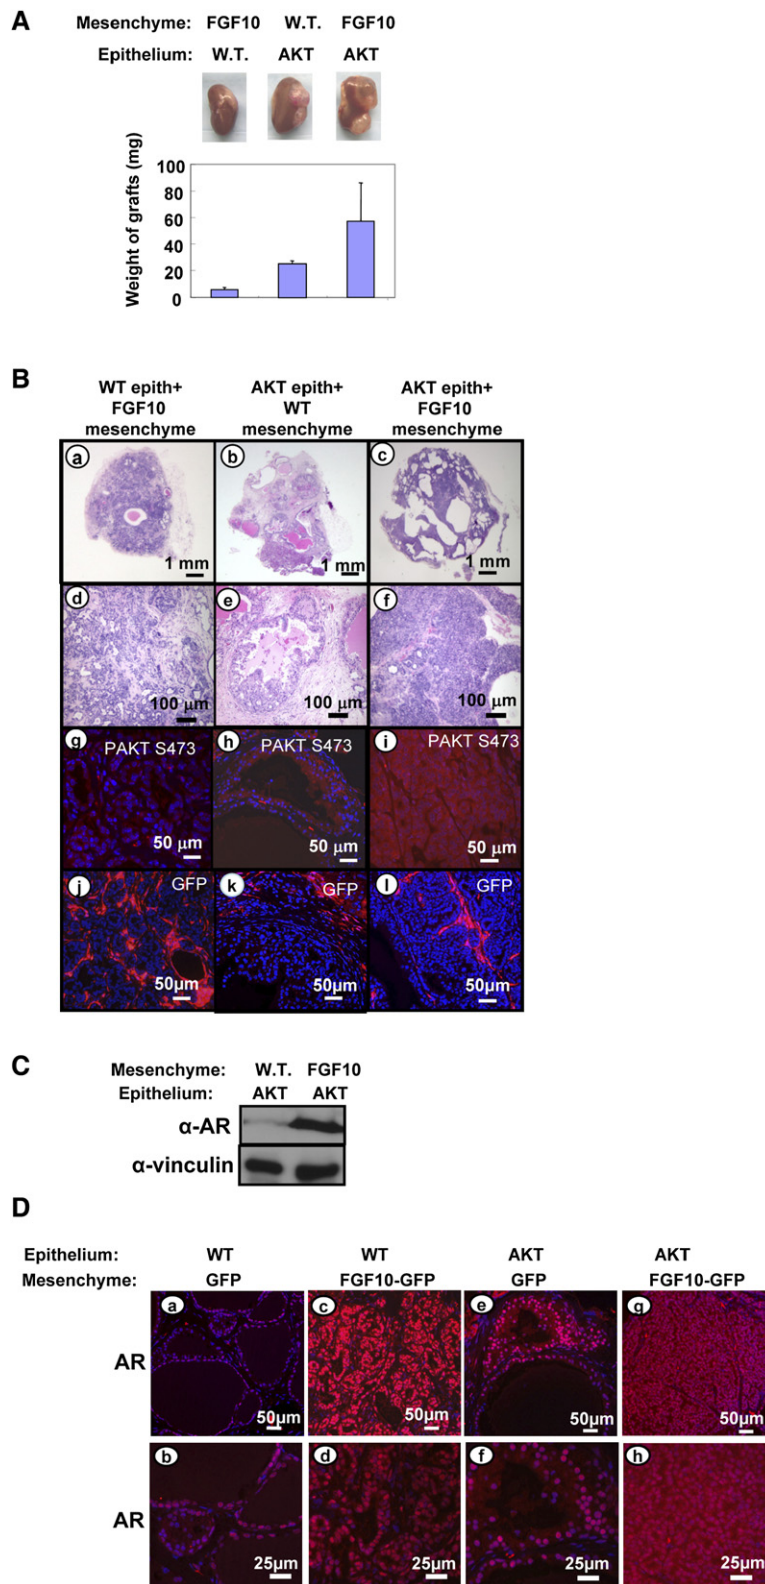 A
Mesenchyme: FGF10 W.T. FGF10
Epithelium: W.T. AKT AKT
Weight of grafts (mg)
100
80
60
40
20
0
B
WT epith+ FGF10 mesenchyme
AKT epith+ WT mesenchyme
AKT epith+ FGF10 mesenchyme
a b c
1 mm 1 mm 1 mm
d e f
100 μm 100 μm 100 μm
g PAKT S473 h PAKT S473 i PAKT S473
50 μm 50 μm 50 μm
j GFP k GFP l GFP
50μm 50μm 50μm
C
Mesenchyme: W.T. FGF10
Epithelium: AKT AKT
α-AR
α-vinculin
D
Epithelium: WT WT AKT AKT
Mesenchyme: GFP FGF10-GFP GFP FGF10-GFP
a c e g
AR
50μm 50μm 50μm 50μm
b d f h
AR
25μm 25μm 25μm 25μm